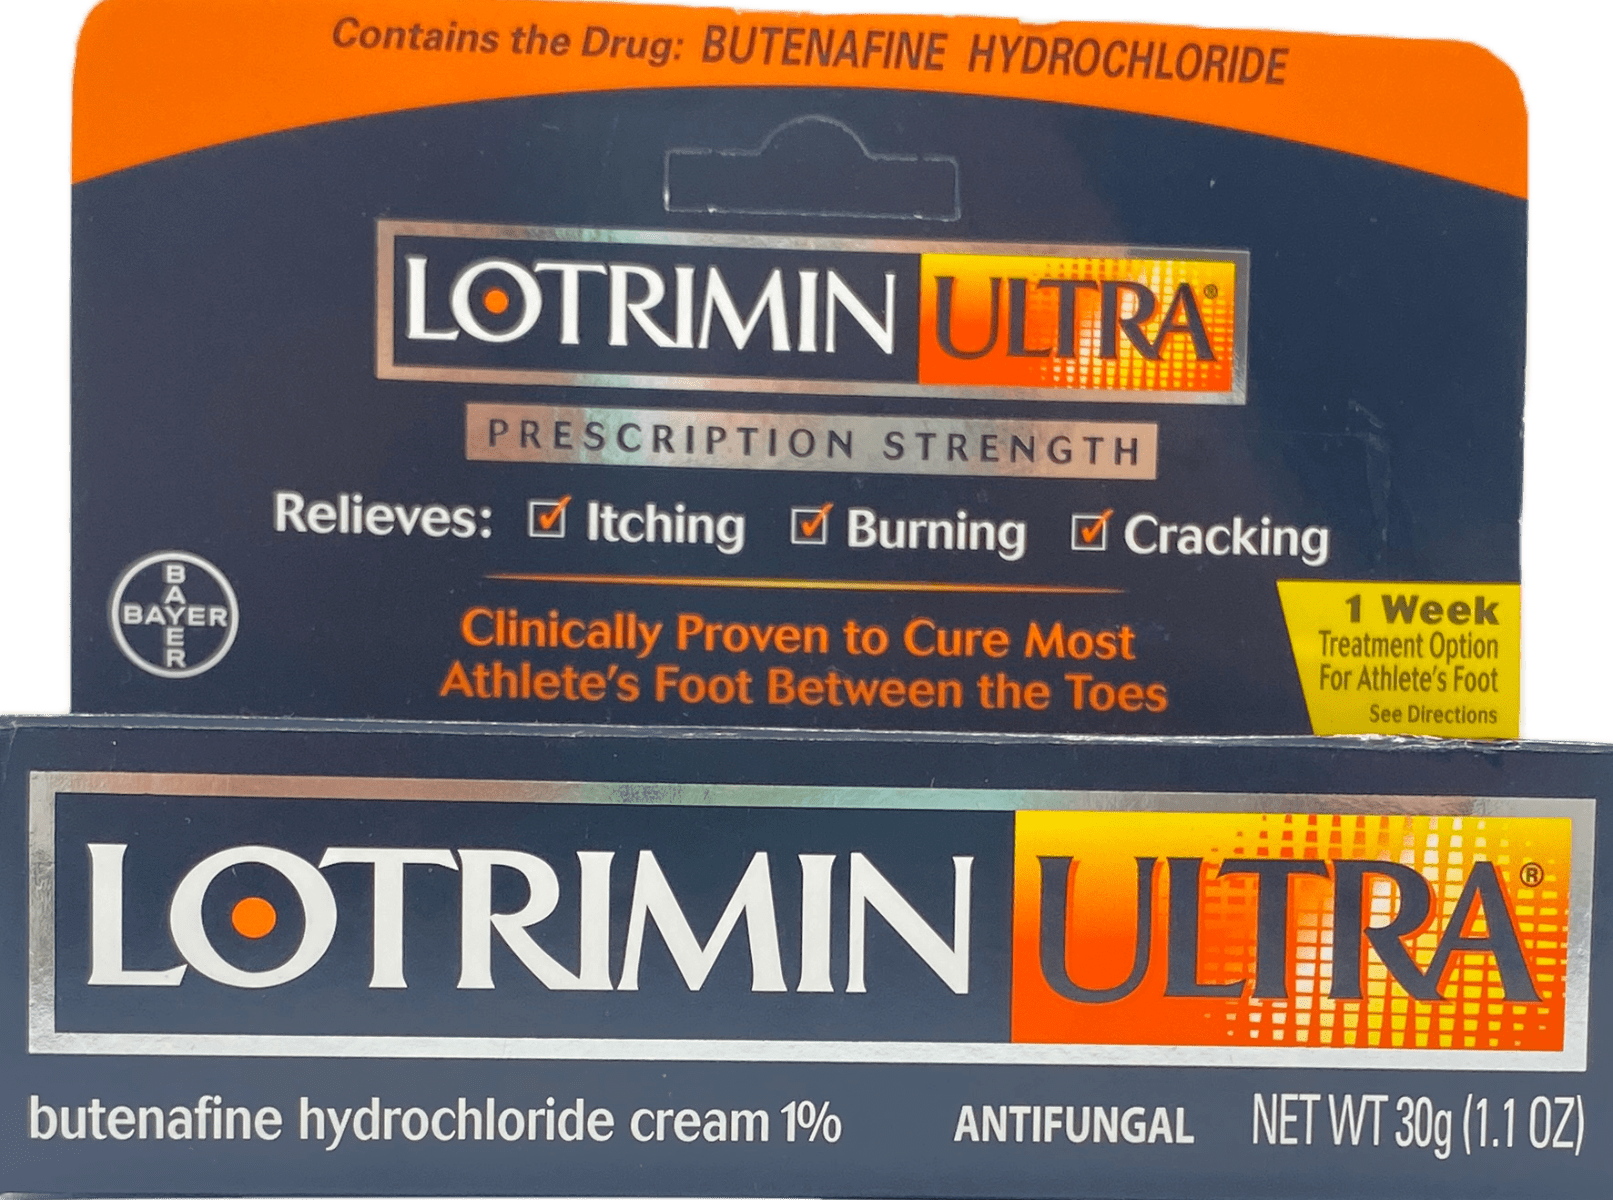 Contains the Drug: BUTENAFINE HYDROCHLORIDE
LOTRIMIN ULTRA®
PRESCRIPTION STRENGTH
Relieves: Itching Burning Cracking
BAYER
BAYER
Clinically Proven to Cure Most
Athlete's Foot Between the Toes
1 Week
Treatment Option
For Athlete's Foot
See Directions
LOTRIMIN ULTRA®
butenafine hydrochloride cream 1% ANTIFUNGAL NET WT 30g (1.1 OZ)